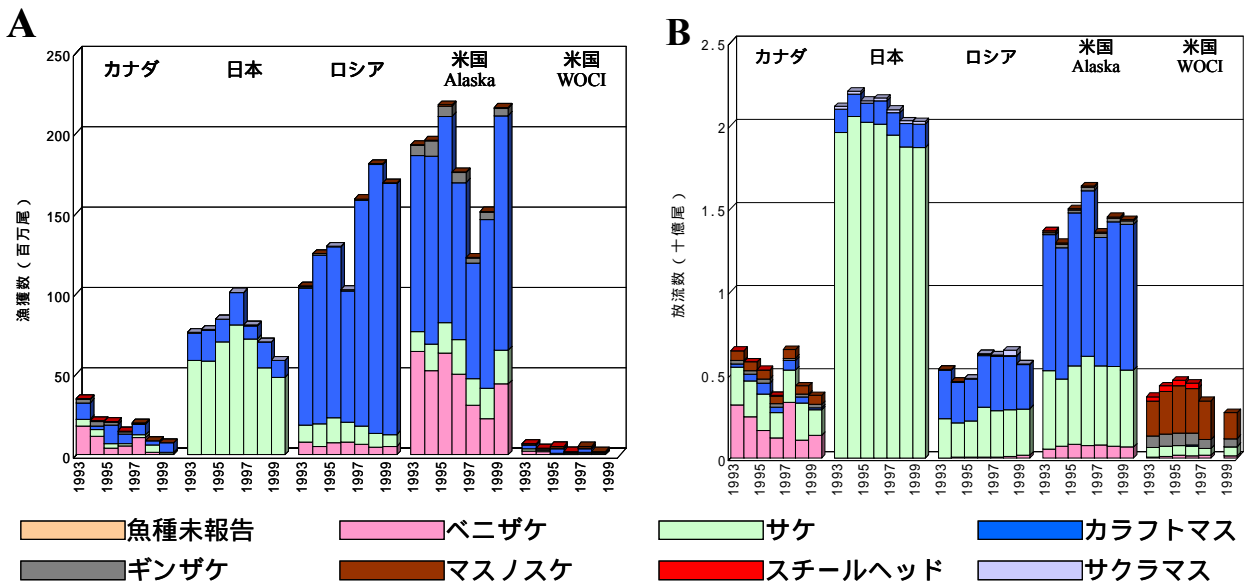 A
250
200
150
100
50
0
漁獲数(百万尾)
カナダ
日本
ロシア
米国
Alaska
米国
WOCI
1993 1995 1997 1999 1993 1995 1997 1999 1993 1995 1997 1999 1993 1995 1997 1999 1993 1995 1997 1999
B
2.5
2
1.5
1
0.5
0
放流数(十億尾)
カナダ
日本
ロシア
米国
Alaska
米国
WOCI
1993 1995 1997 1999 1993 1995 1997 1999 1993 1995 1997 1999 1993 1995 1997 1999 1993 1995 1997 1999
魚種未報告 ベニザケ サケ カラフトマス
ギンザケ マスノスケ スチールヘッド サクラマス